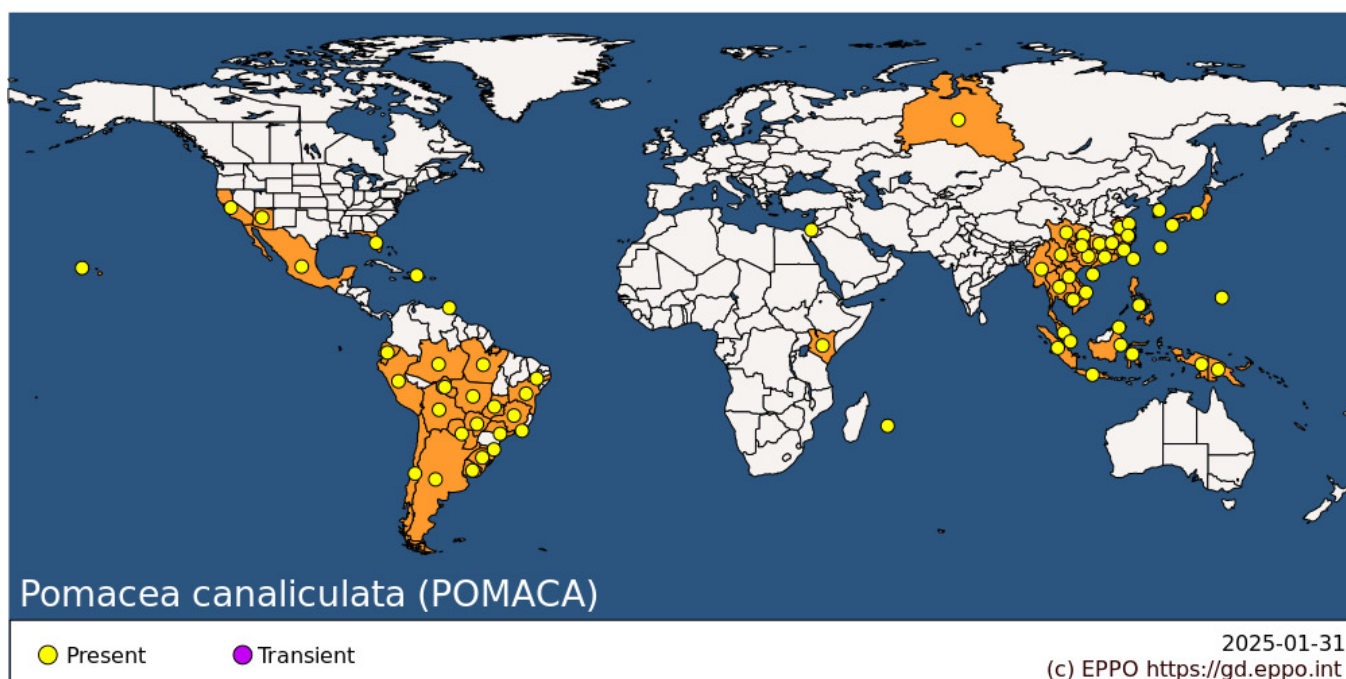 Pomacea canaliculata (POMACA)
Present
Transient
2025-01-31
(c) EPPO https://gd.eppo.int